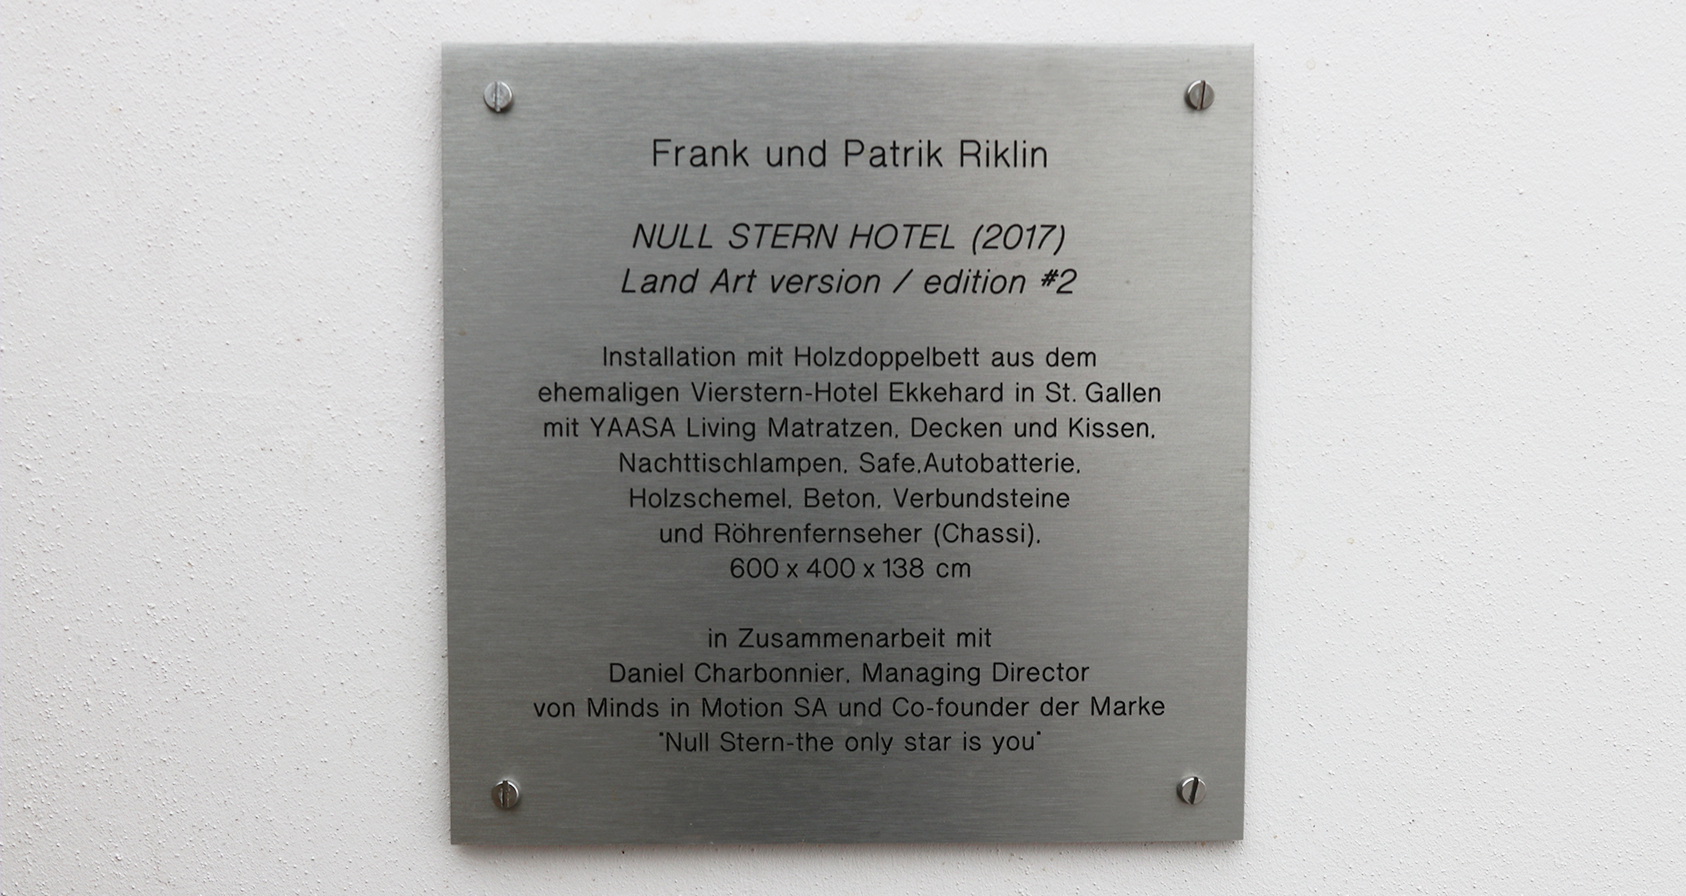 Frank und Patrik Riklin
NULL STERN HOTEL (2017)
Land Art version / edition #2
Installation mit Holzdoppelbett aus dem
ehemaligen Vierstern-Hotel Ekkehard in St. Gallen
mit YAASA Living Matratzen, Decken und Kissen,
Nachttischlampen, Safe,Autobatterie,
Holzschemel, Beton, Verbundsteine
und Röhrenfernseher (Chassi),
600 x 400 x 138 cm
in Zusammenarbeit mit
Daniel Charbonnier, Managing Director
von Minds in Motion SA und Co-founder der Marke
"Null Stern-the only star is you"